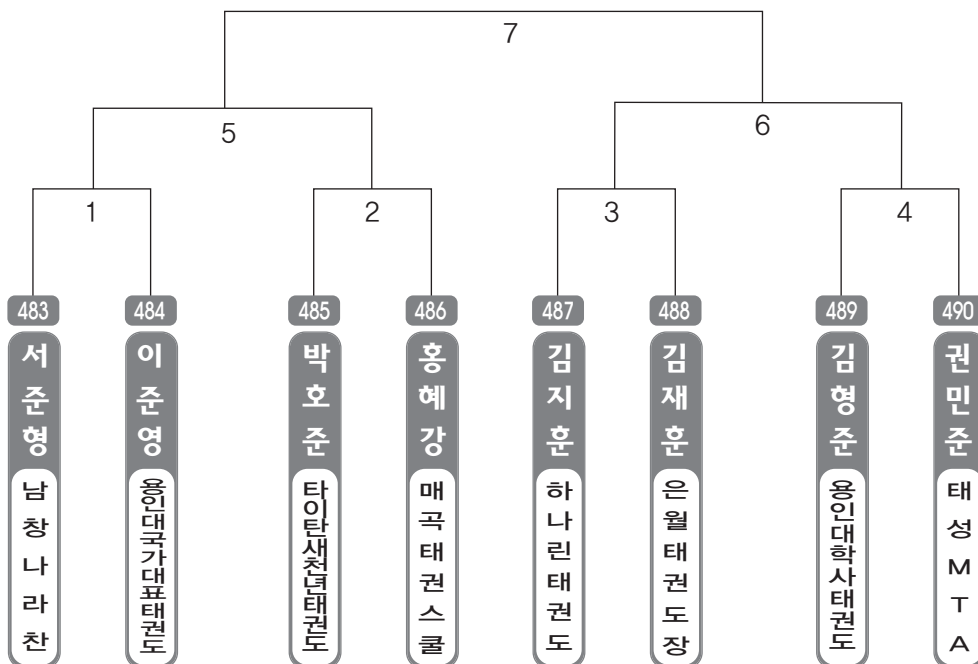 7
5
6
1
2
3
4
483
484
485
486
487
488
489
490
서준형
이준영
박호준
홍혜강
김지훈
김재훈
김형준
권민준
남창나라찬
용인대국가대표태권도
타이탄새천년태권도
매곡태권스쿨
하나린태권도
은월태권도장
용인대학사태권도
태성MTA